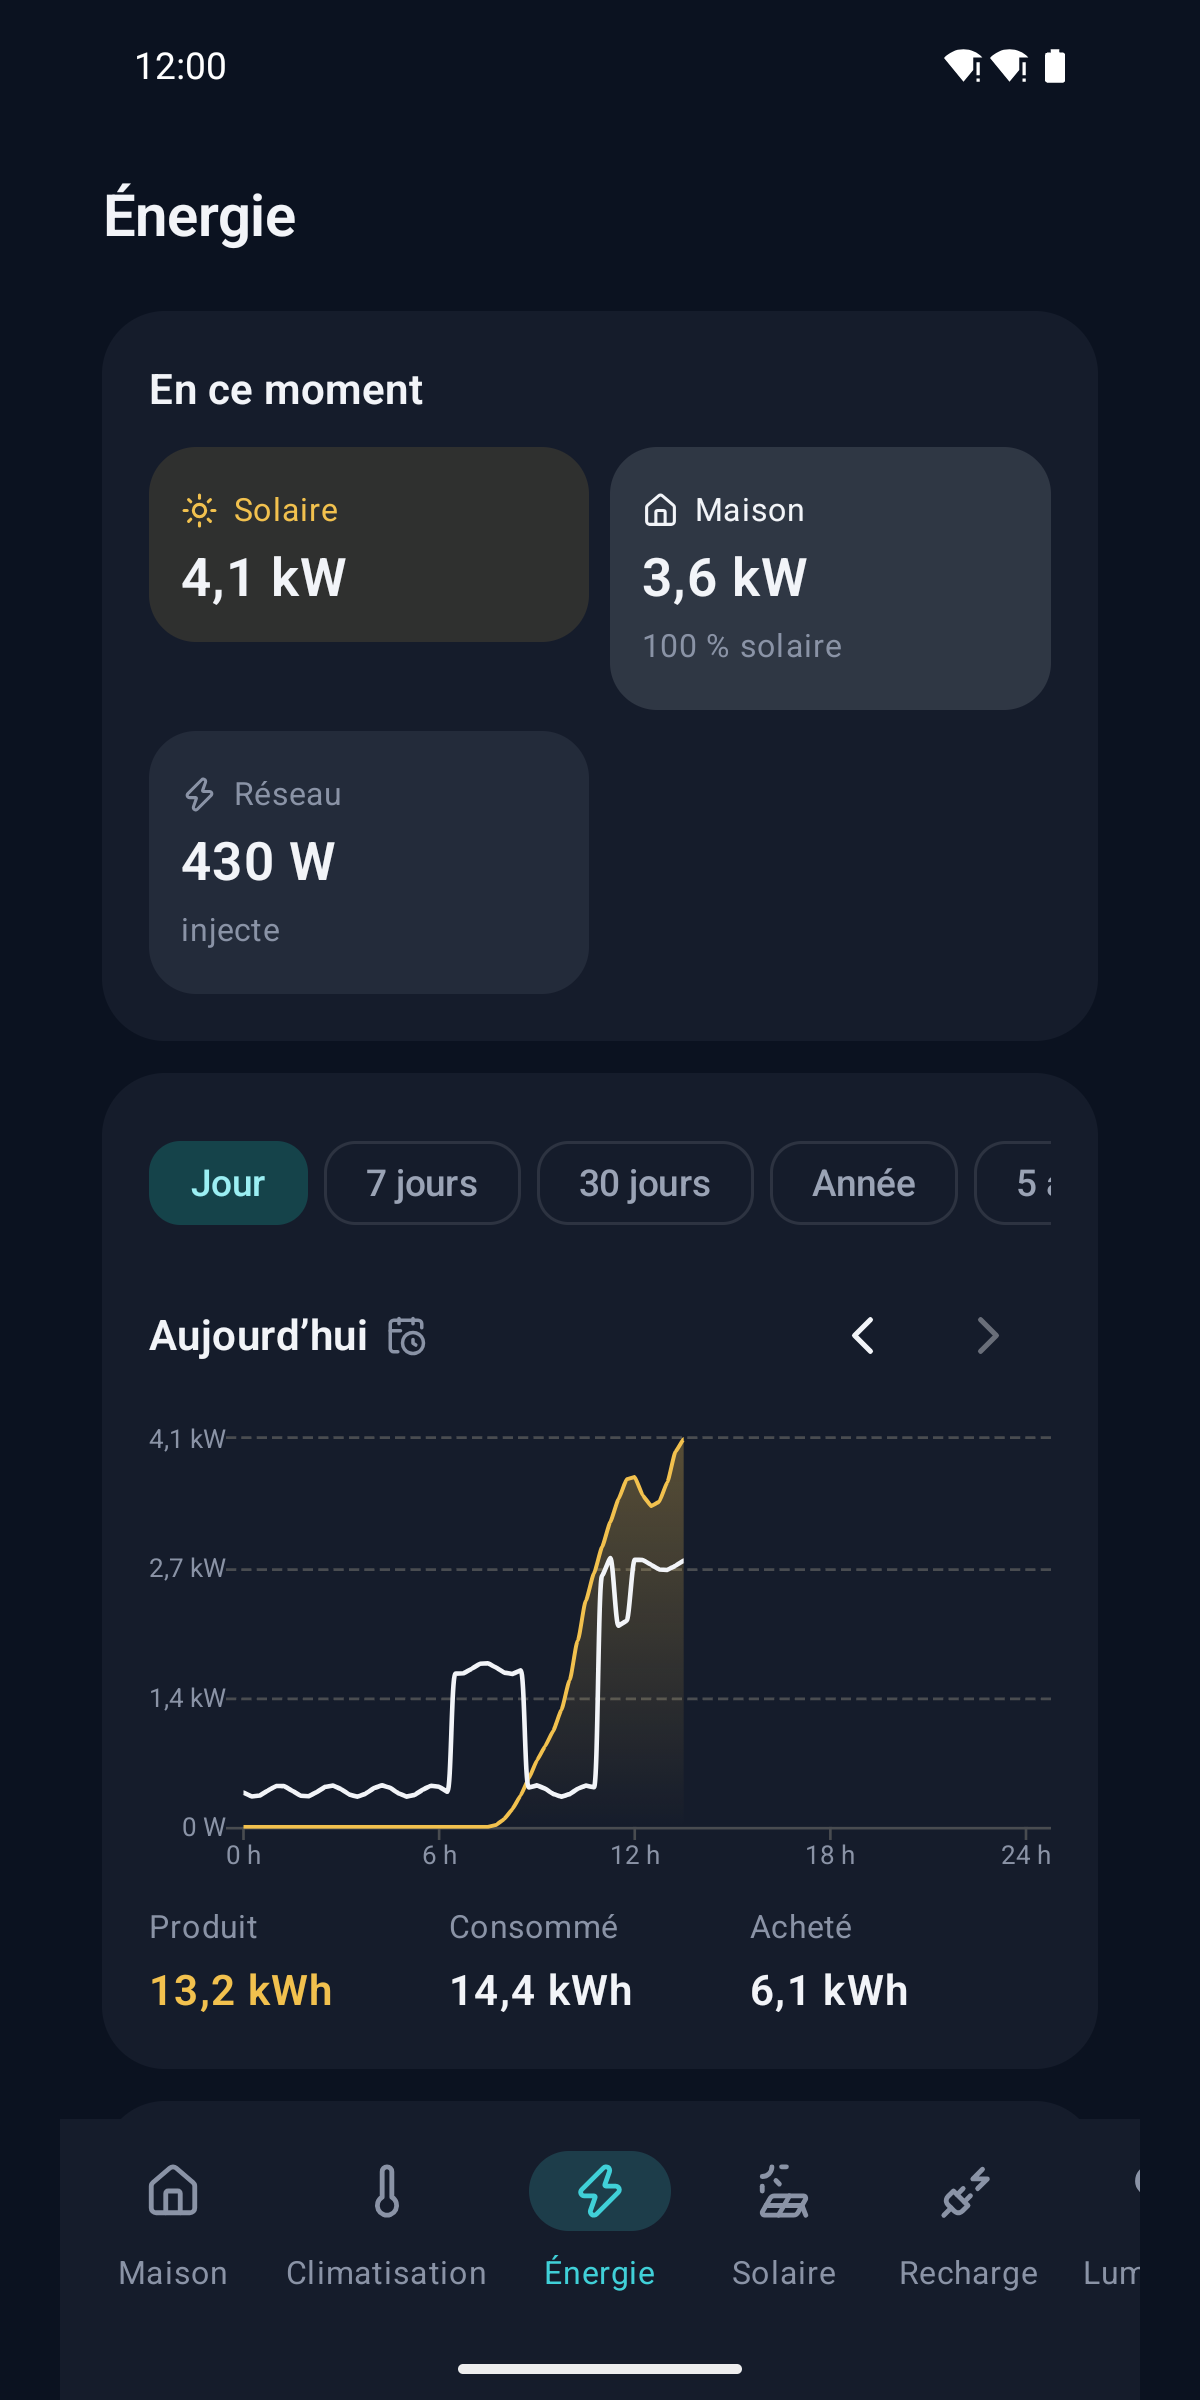 12:00
Énergie
En ce moment
Solaire
4,1 kW
Maison
3,6 kW
100 % solaire
Réseau
430 W
injecte
Jour
7 jours
30 jours
Année
5
Aujourd’hui
4,1 kW
2,7 kW
1,4 kW
0 W
0 h
6 h
12 h
18 h
24 h
Produit
Consommé
Acheté
13,2 kWh
14,4 kWh
6,1 kWh
Maison
Climatisation
Énergie
Solaire
Recharge
Lum